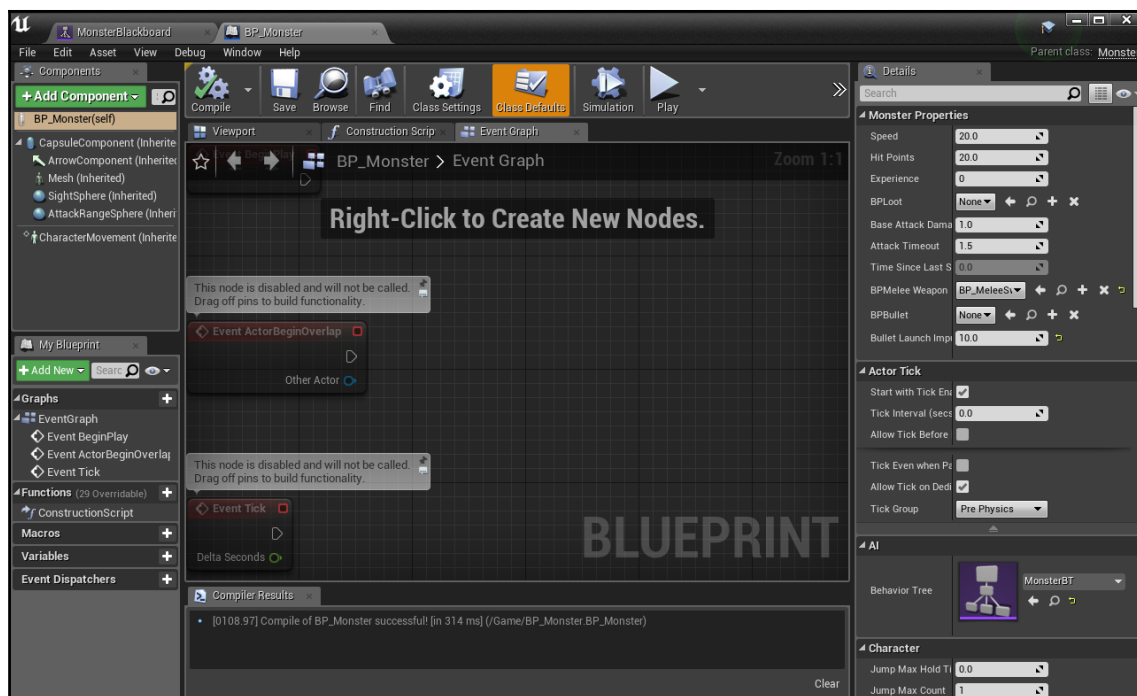 MonsterBlackboard
BP_Monster
File Edit Asset View Debug Window Help
Parent class: Monste
Components
+Add Component
BP_Monster(self)
CapsuleComponent (Inherite
ArrowComponent (Inherited
Mesh (Inherited)
SightSphere (Inherited)
AttackRangeSphere (Inheri
CharacterMovement (Inherite
My Blueprint
+Add New
Searc
Graphs
EventGraph
Event BeginPlay
Event ActorBeginOverlap
Event Tick
Functions (29 Overridable)
ConstructionScript
Macros
Variables
Event Dispatchers
Compile
Save
Browse
Find
Class Settings
Class Defaults
Simulation
Play
Viewport
Construction Scrip
Event Graph
Event BeginPlay
BP_Monster > Event Graph
Zoom 1:1
Right-Click to Create New Nodes.
This node is disabled and will not be called.
Drag off pins to build functionality.
Event ActorBeginOverlap
Other Actor
This node is disabled and will not be called.
Drag off pins to build functionality.
Event Tick
Delta Seconds
BLUEPRINT
Compiler Results
[0108.97] Compile of BP_Monster successful! [in 314 ms] (/Game/BP_Monster.BP_Monster)
Clear
Details
Search
Monster Properties
Speed 20.0
Hit Points 20.0
Experience 0
BPLoot None
Base Attack Dama 1.0
Attack Timeout 1.5
Time Since Last S 0.0
BPMelee Weapon BP_MeleeSv
BPBullet None
Bullet Launch Impu 10.0
Actor Tick
Start with Tick Ena
Tick Interval (secs 0.0
Allow Tick Before
Tick Even when Pa
Allow Tick on Dedi
Tick Group Pre Physics
AI
Behavior Tree MonsterBT
Character
Jump Max Hold Ti 0.0
Jump Max Count 1